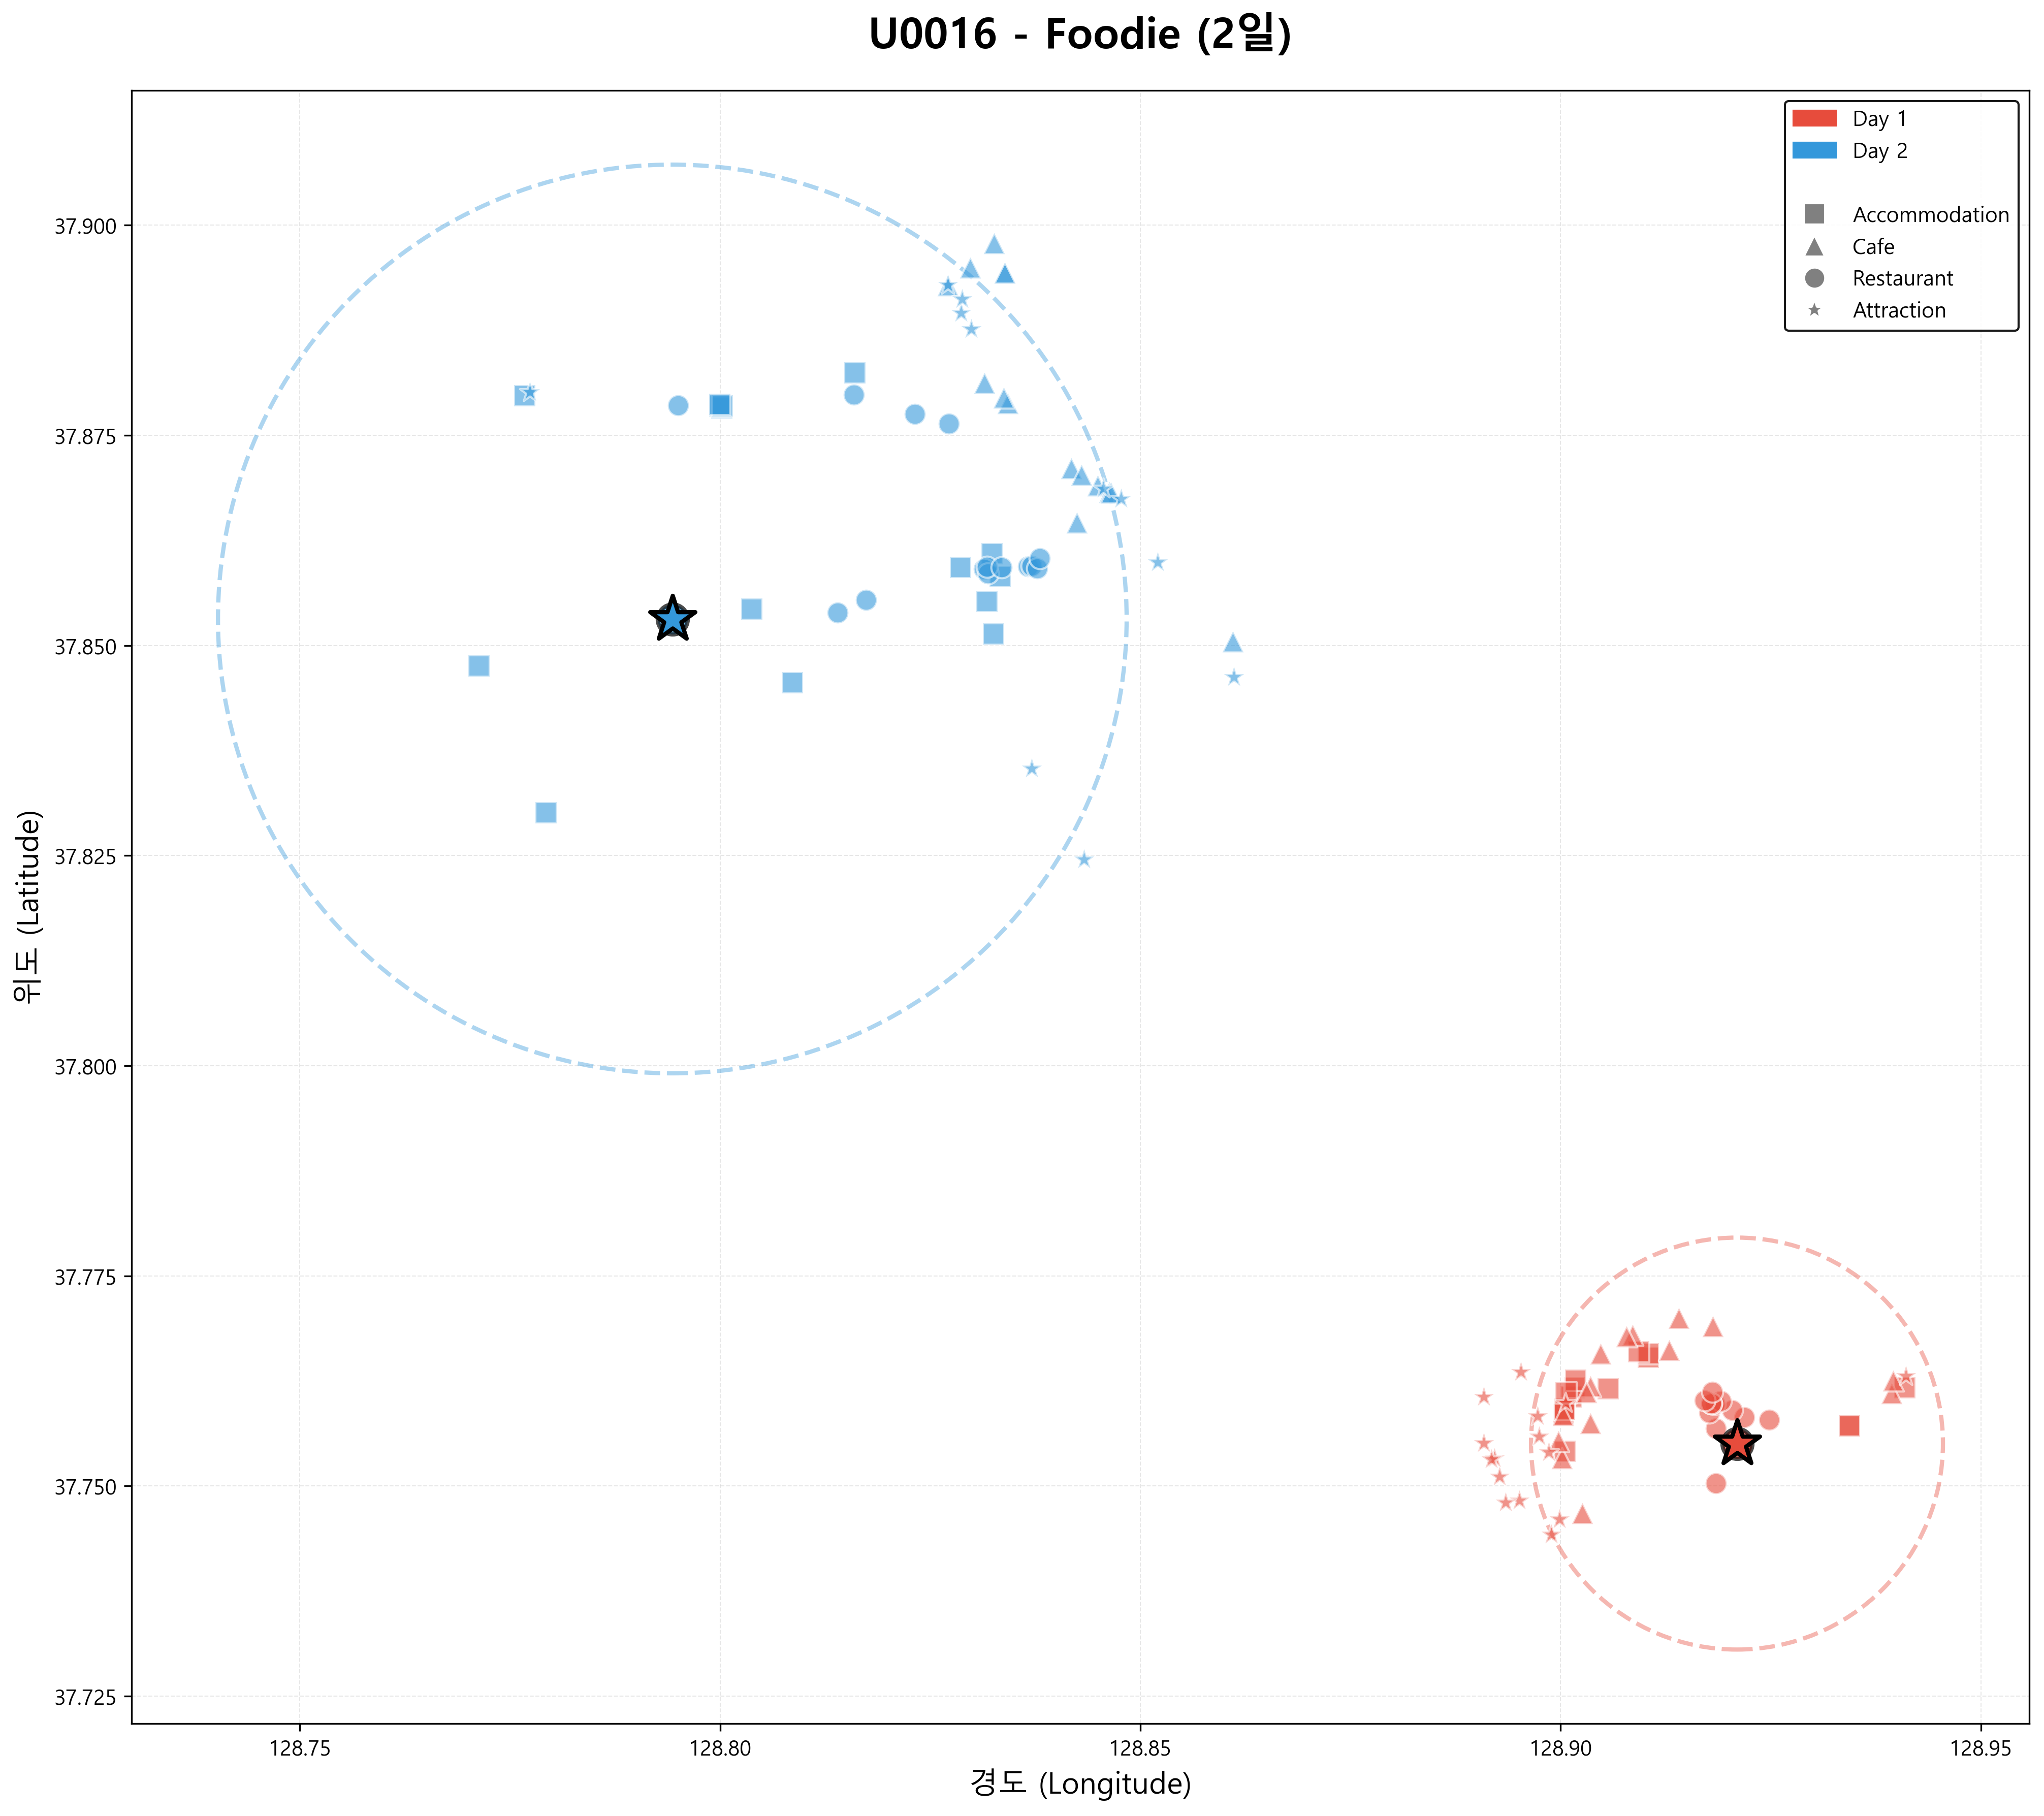 U0016 - Foodie (2일)
Day 1
Day 2
Accommodation
Cafe
Restaurant
Attraction
37.900
37.875
37.850
37.825
37.800
37.775
37.750
37.725
위도 (Latitude)
128.75
128.80
128.85
128.90
128.95
경도 (Longitude)